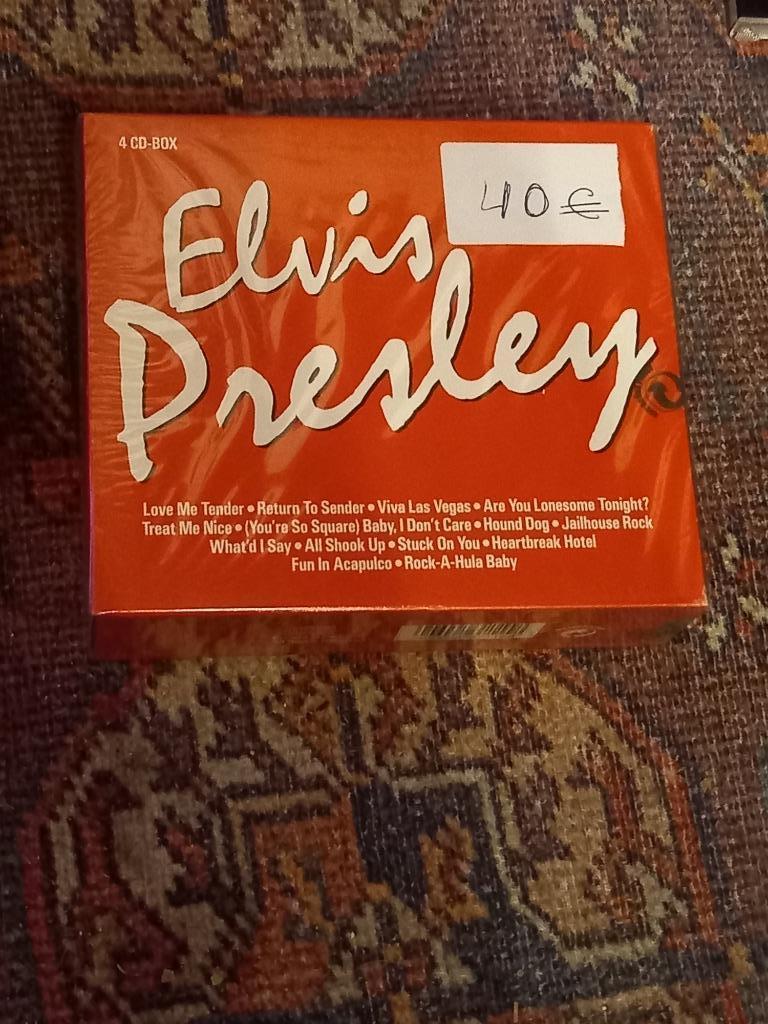 4 CD-BOX
40€
Elvis
Presley
Love Me Tender • Return To Sender • Viva Las Vegas • Are You Lonesome Tonight?
Treat Me Nice • (You're So Square) Baby, I Don't Care • Hound Dog • Jailhouse Rock
What'd I Say • All Shook Up • Stuck On You • Heartbreak Hotel
Fun In Acapulco • Rock-A-Hula Baby